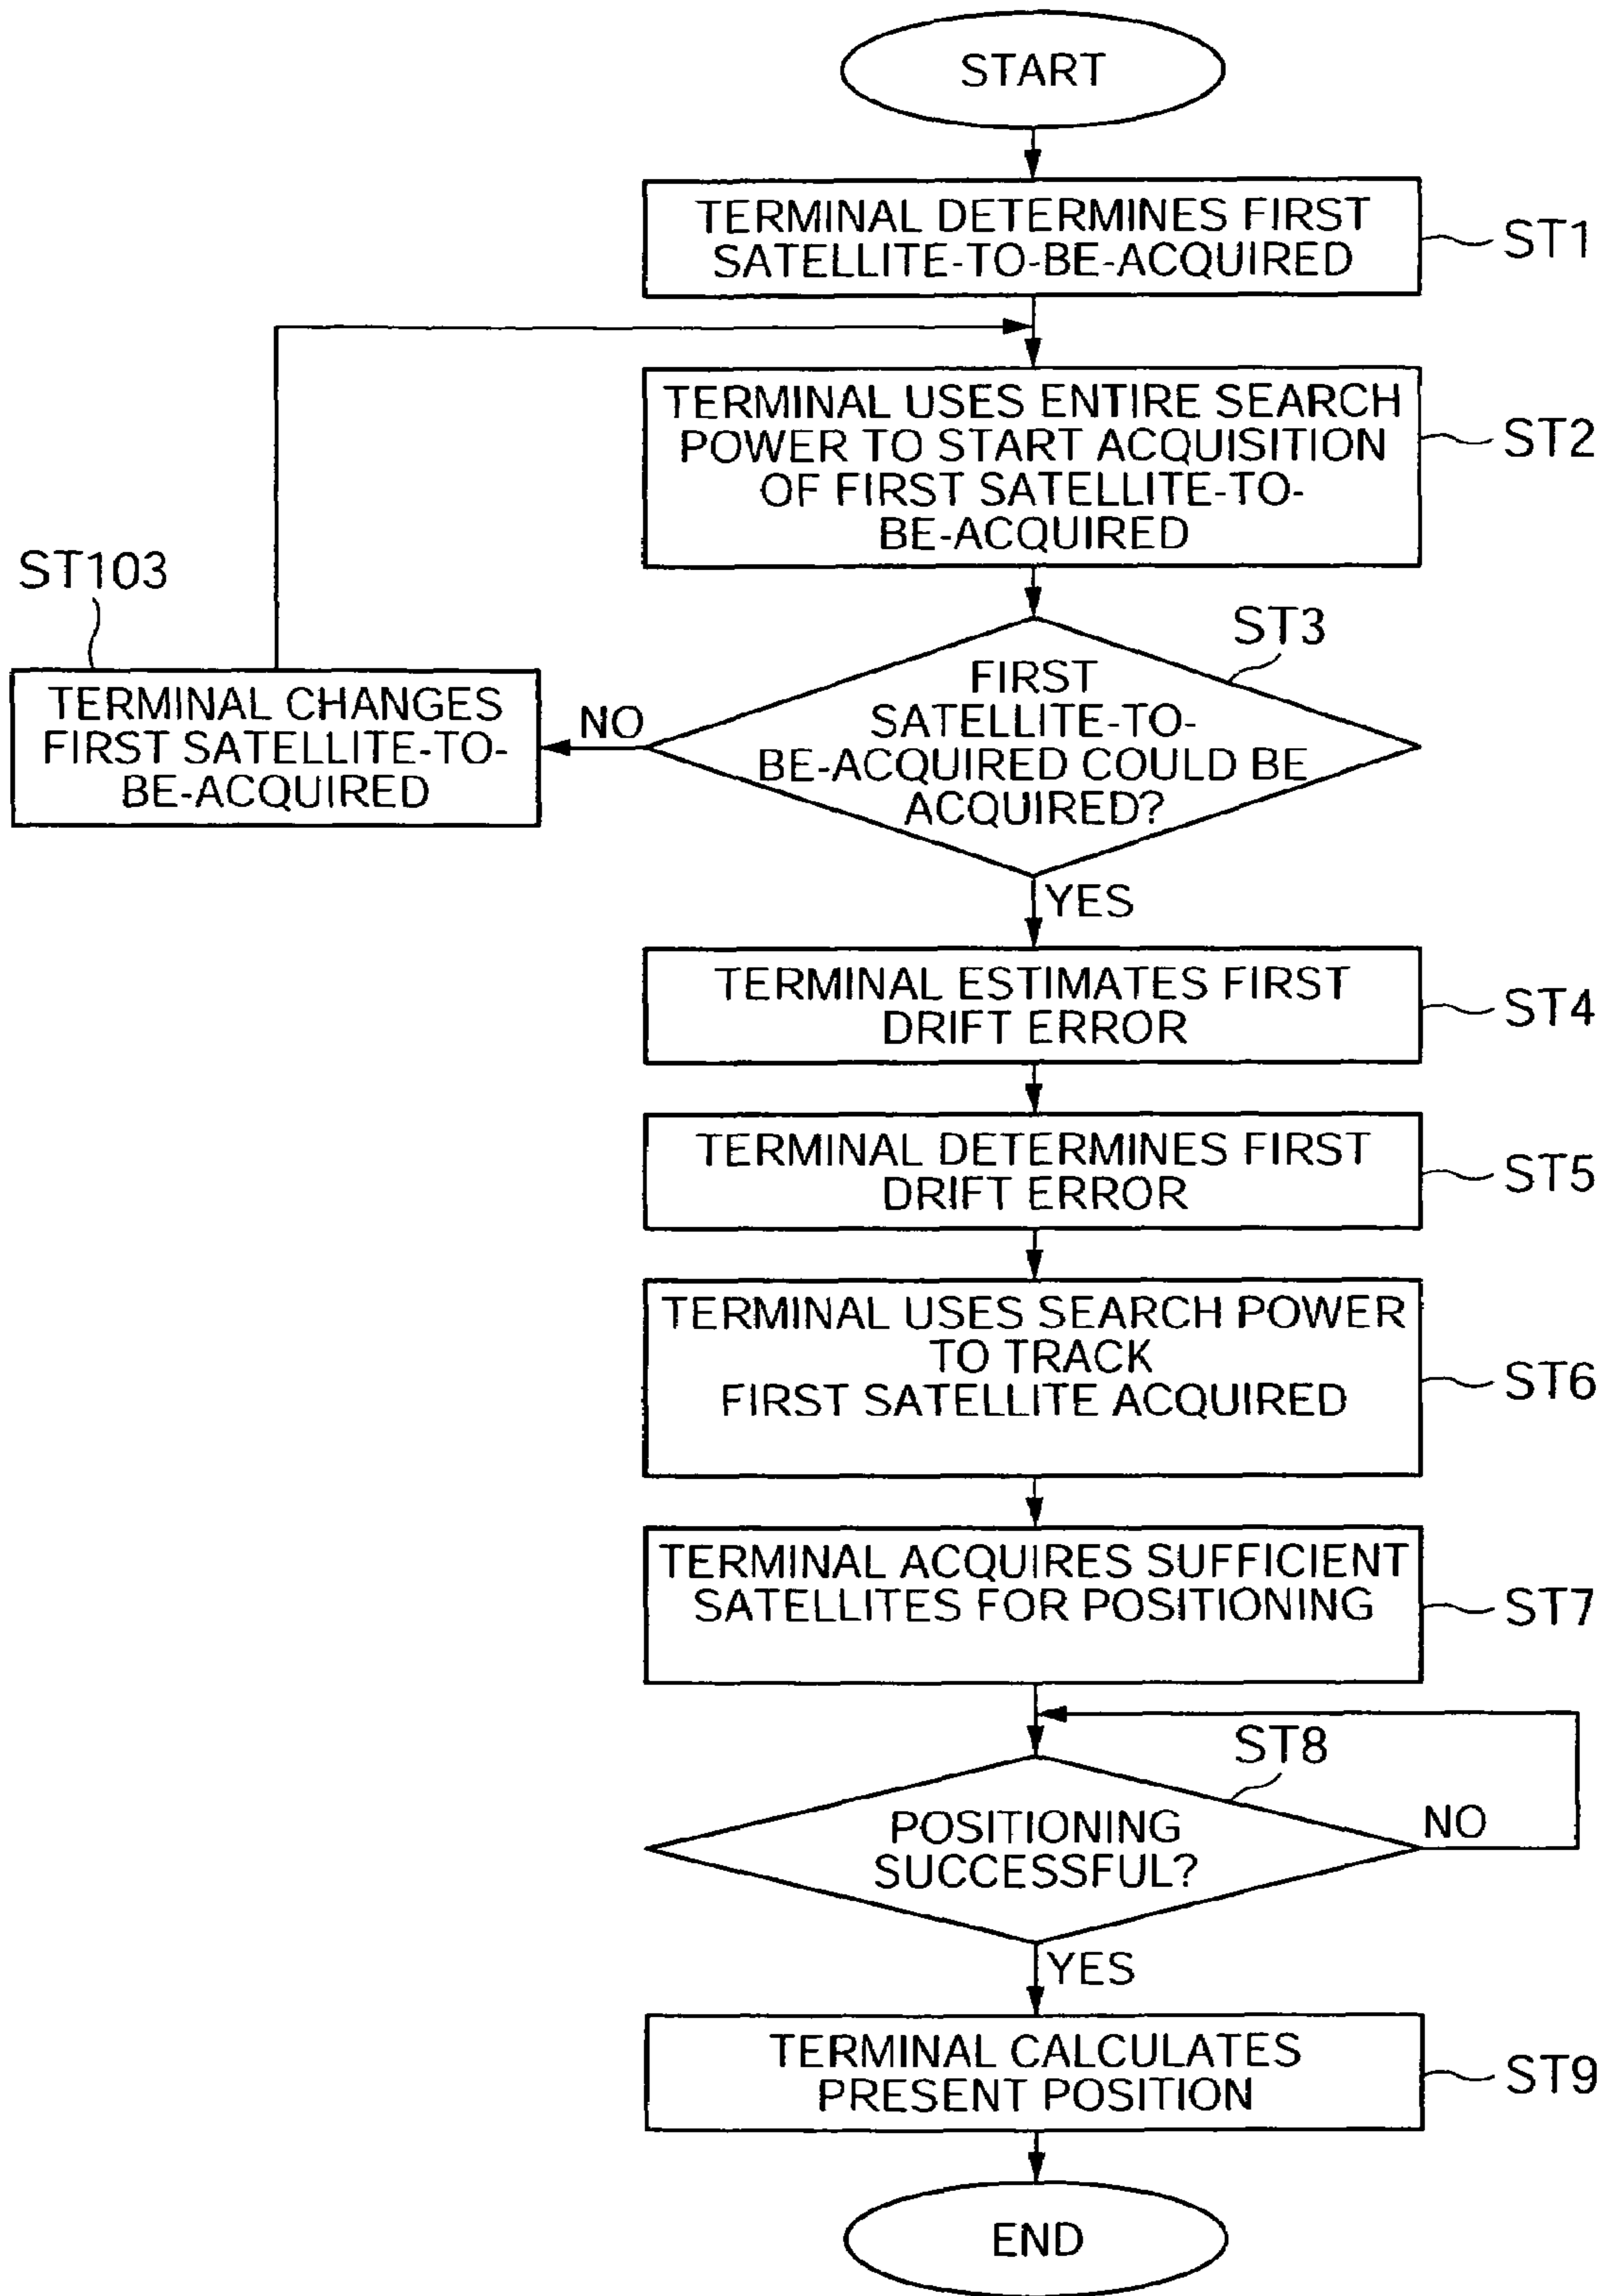 START
TERMINAL DETERMINES FIRST
SATELLITE-TO-BE-ACQUIRED
ST1
TERMINAL USES ENTIRE SEARCH
POWER TO START ACQUISITION
OF FIRST SATELLITE-TO-
BE-ACQUIRED
ST2
ST103
TERMINAL CHANGES
FIRST SATELLITE-TO-
BE-ACQUIRED
NO
ST3
FIRST
SATELLITE-TO-
BE-ACQUIRED COULD BE
ACQUIRED?
YES
TERMINAL ESTIMATES FIRST
DRIFT ERROR
ST4
TERMINAL DETERMINES FIRST
DRIFT ERROR
ST5
TERMINAL USES SEARCH POWER
TO TRACK
FIRST SATELLITE ACQUIRED
ST6
TERMINAL ACQUIRES SUFFICIENT
SATELLITES FOR POSITIONING
ST7
ST8
POSITIONING
SUCCESSFUL?
NO
YES
TERMINAL CALCULATES
PRESENT POSITION
ST9
END